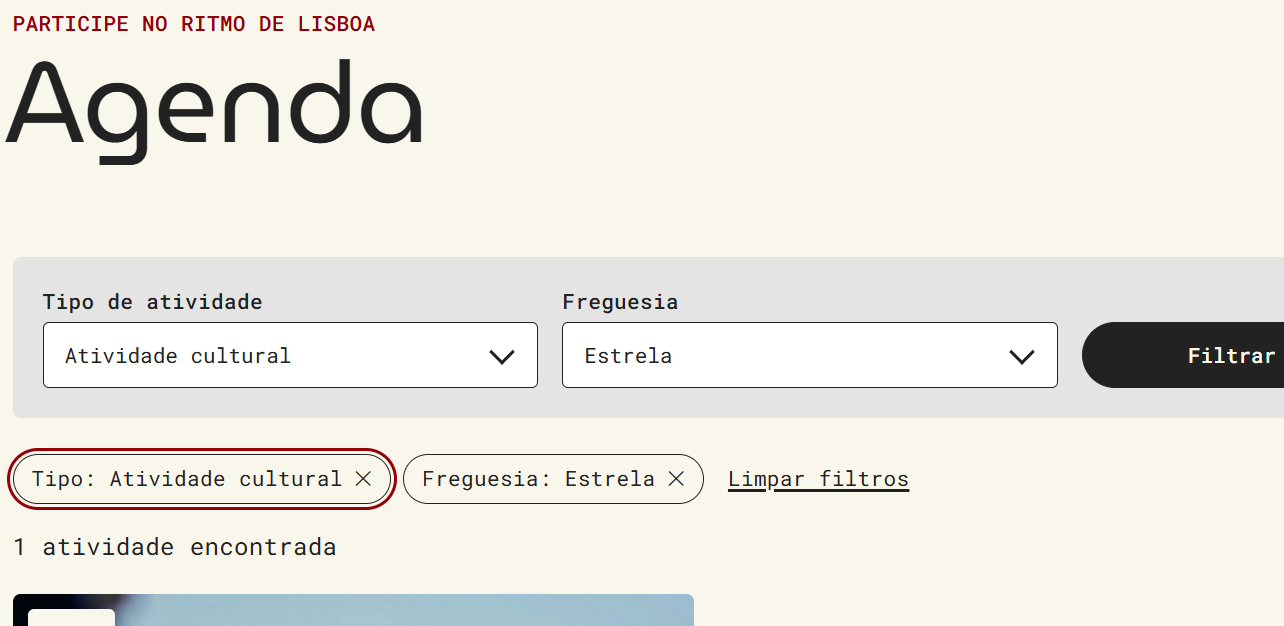 PARTICIPE NO RITMO DE LISBOA
Agenda
Tipo de atividade
Freguesia
Atividade cultural
Estrela
Filtrar
Tipo: Atividade cultural
Freguesia: Estrela
Limpar filtros
1 atividade encontrada